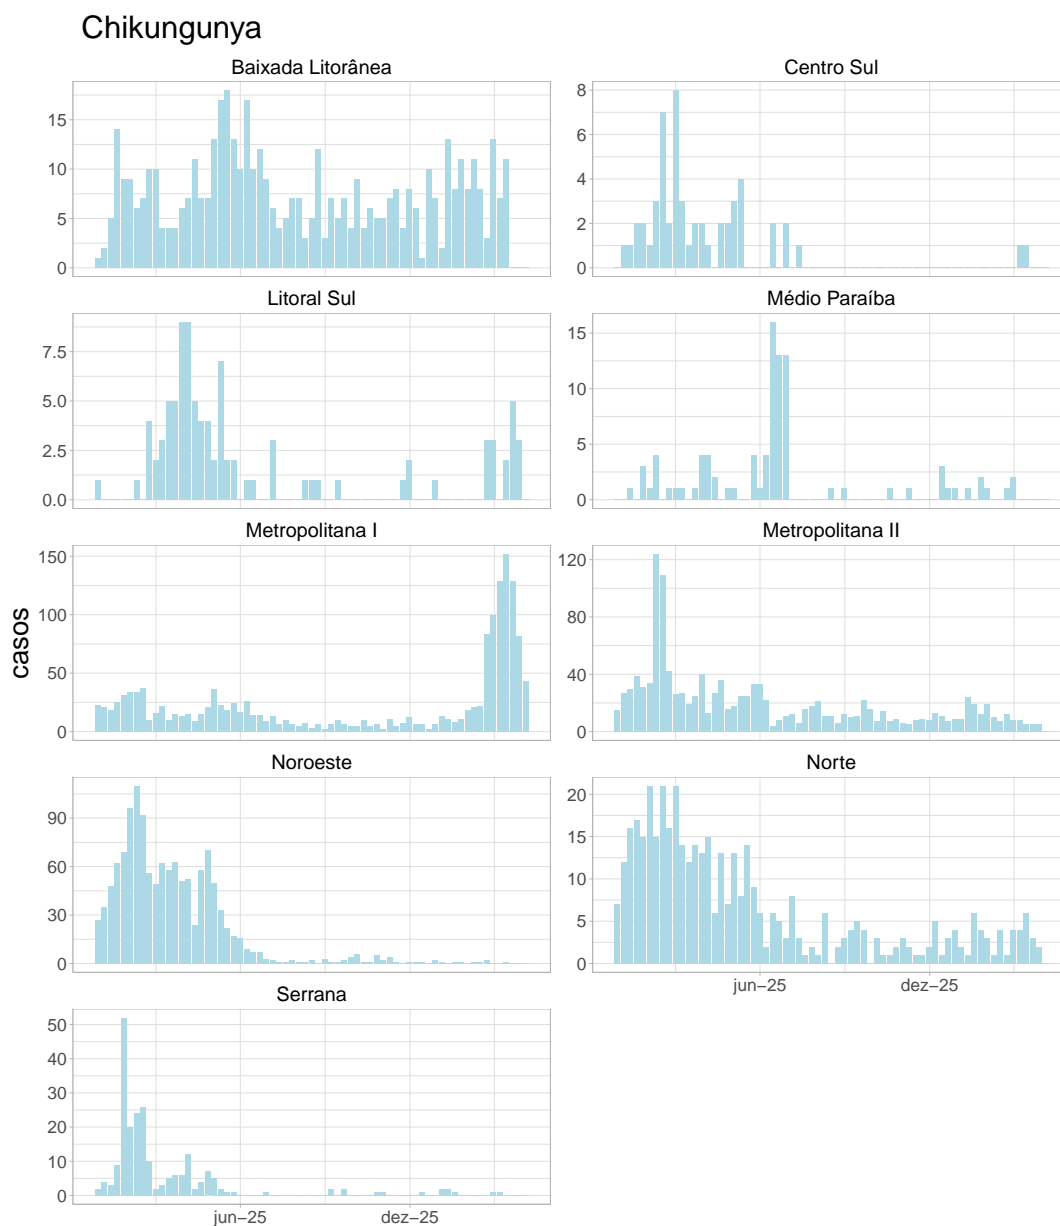 Chikungunya
Baixada Litorânea
Centro Sul
15
10
5
0
8
6
4
2
0
Litoral Sul
Médio Paraíba
7.5
5.0
2.5
0.0
15
10
5
0
Metropolitana I
Metropolitana II
casos
150
100
50
0
120
80
40
0
Noroeste
Norte
90
60
30
0
20
15
10
5
0
jun−25
dez−25
Serrana
50
40
30
20
10
0
jun−25
dez−25